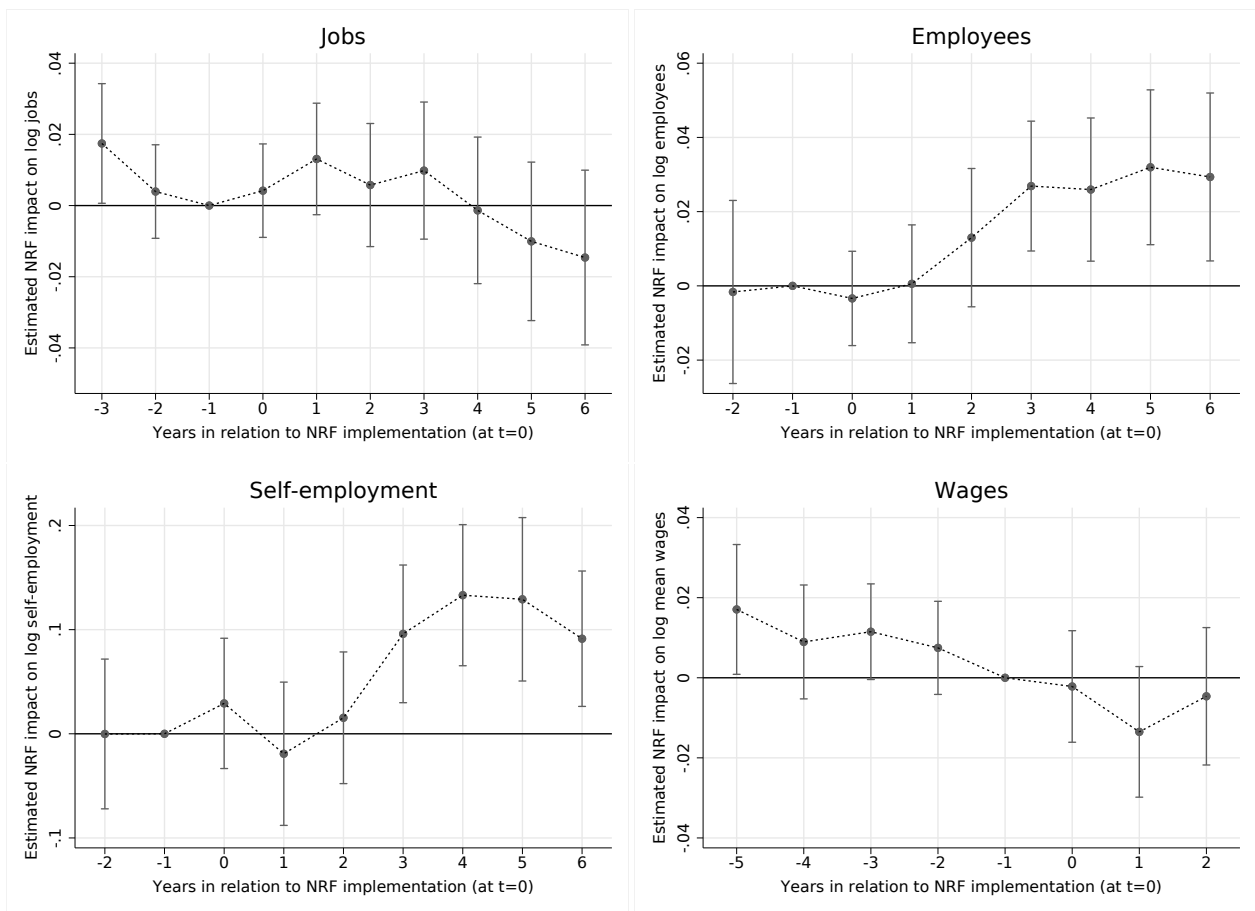 Jobs
Estimated NRF impact on log jobs
.04
.02
0
-.02
-.04
-3 -2 -1 0 1 2 3 4 5 6
Years in relation to NRF implementation (at t=0)
Employees
Estimated NRF impact on log employees
.06
.04
.02
0
-.02
-2 -1 0 1 2 3 4 5 6
Years in relation to NRF implementation (at t=0)
Self-employment
Estimated NRF impact on log self-employment
.2
.1
0
-.1
-2 -1 0 1 2 3 4 5 6
Years in relation to NRF implementation (at t=0)
Wages
Estimated NRF impact on log mean wages
.04
.02
0
-.02
-.04
-5 -4 -3 -2 -1 0 1 2
Years in relation to NRF implementation (at t=0)